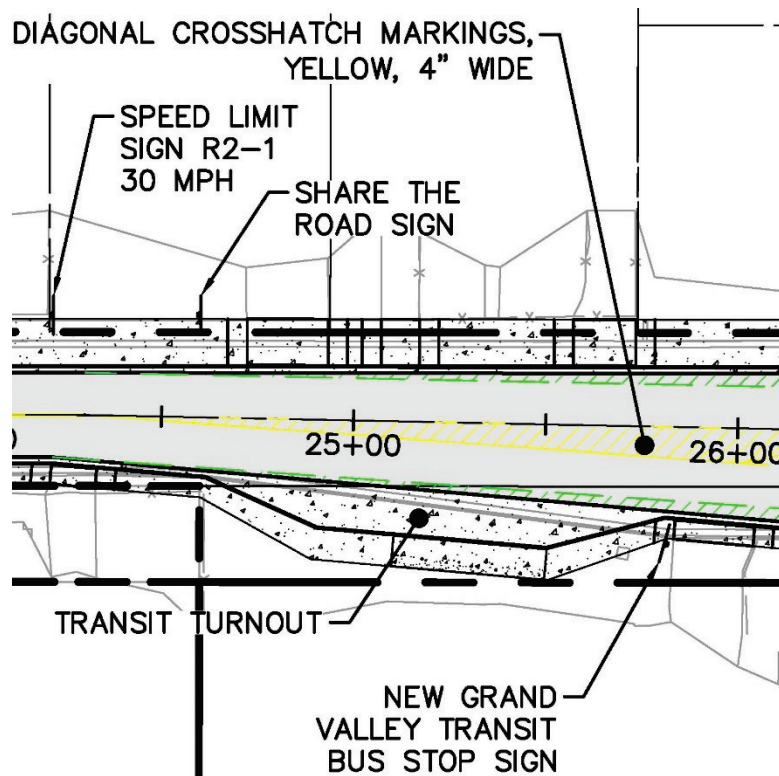 DIAGONAL CROSSHATCH MARKINGS,
YELLOW, 4" WIDE
SPEED LIMIT
SIGN R2-1
30 MPH
SHARE THE
ROAD SIGN
25+00
26+00
TRANSIT TURNOUT
NEW GRAND
VALLEY TRANSIT
BUS STOP SIGN